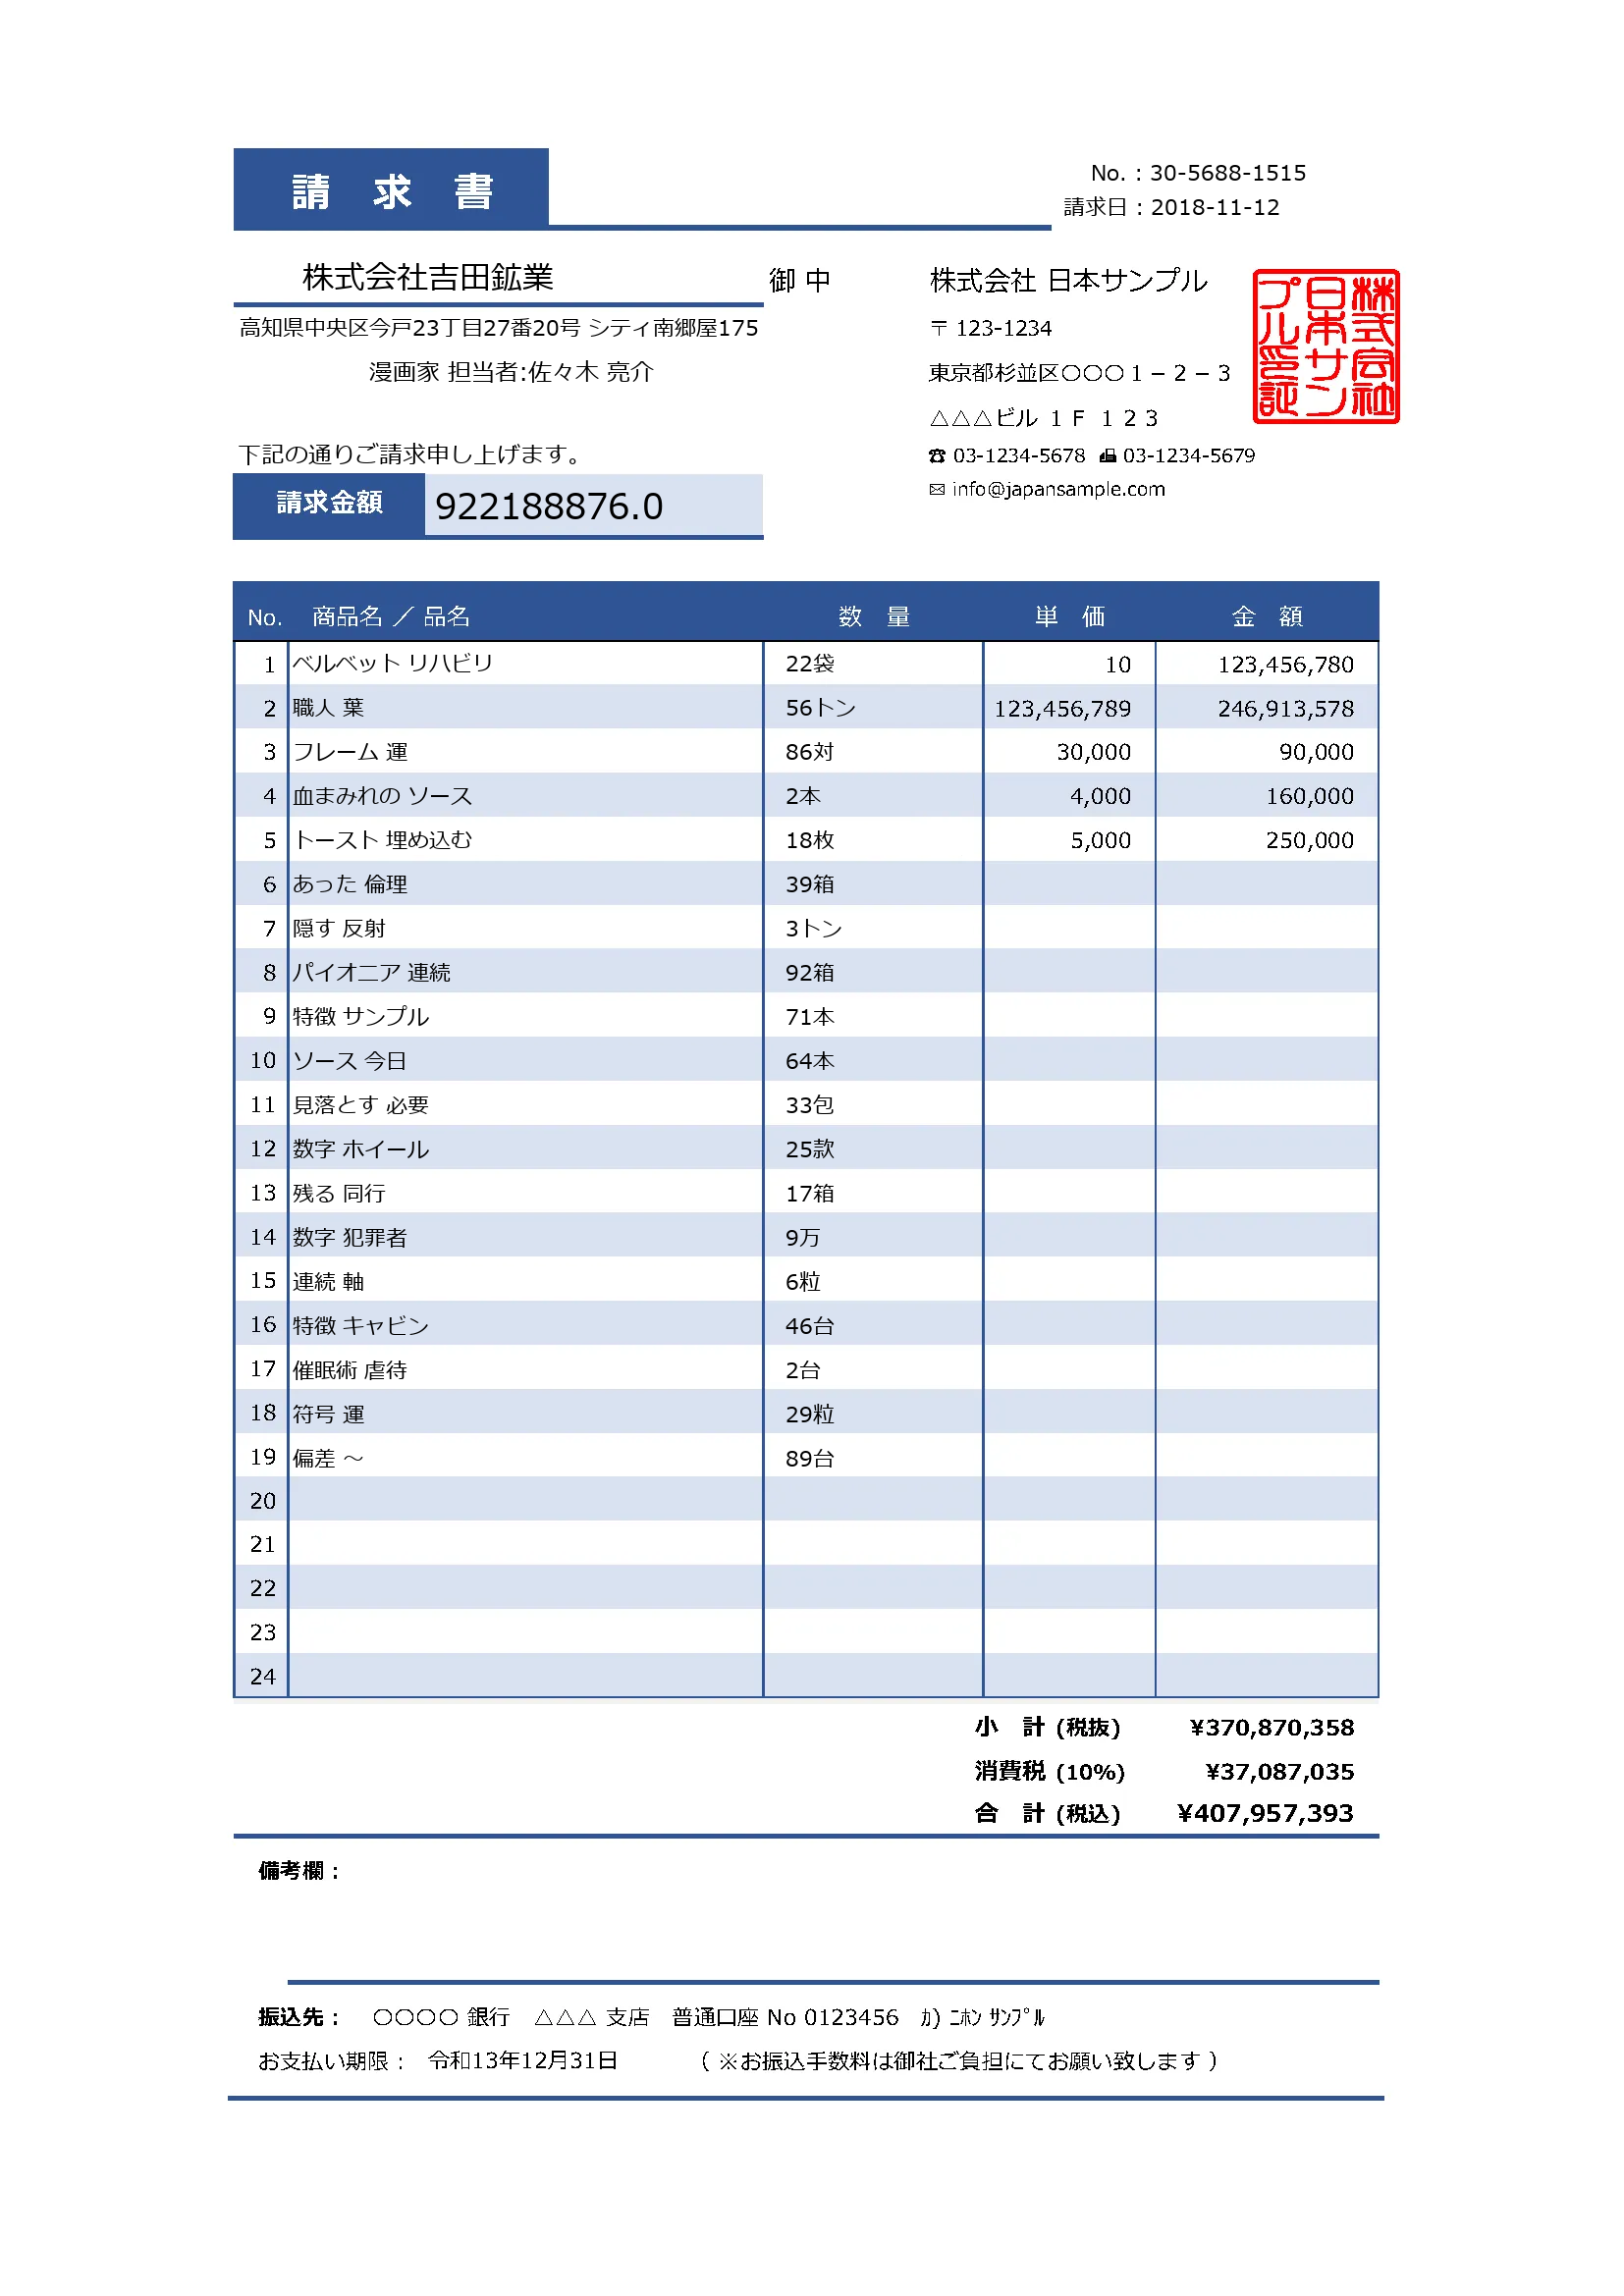 請 求 書
No. : 30-5688-1515
請求日 : 2018-11-12
株式会社吉田鉱業 御 中
高知県中央区今戸23丁目27番20号 シティ南郷屋175
漫画家 担当者:佐々木 亮介
株式会社 日本サンプル
〒 123-1234
東京都杉並区〇〇〇１－２－３
△△△ビル １Ｆ １２３
☎ 03-1234-5678 📠 03-1234-5679
✉ info@japansample.com
株式会社
日本サン
プル印証
下記の通りご請求申し上げます。
請求金額 922188876.0
No. 商品名 ／ 品名 数 量 単 価 金 額
1 ベルベット リハビリ 22袋 10 123,456,780
2 職人 葉 56トン 123,456,789 246,913,578
3 フレーム 運 86対 30,000 90,000
4 血まみれの ソース 2本 4,000 160,000
5 トースト 埋め込む 18枚 5,000 250,000
6 あった 倫理 39箱
7 隠す 反射 3トン
8 パイオニア 連続 92箱
9 特徴 サンプル 71本
10 ソース 今日 64本
11 見落とす 必要 33包
12 数字 ホイール 25款
13 残る 同行 17箱
14 数字 犯罪者 9万
15 連続 軸 6粒
16 特徴 キャビン 46台
17 催眠術 虐待 2台
18 符号 運 29粒
19 偏差 〜 89台
20
21
22
23
24
小 計 (税抜) ¥370,870,358
消費税 (10%) ¥37,087,035
合 計 (税込) ¥407,957,393
備考欄 :
振込先 : 〇〇〇〇 銀行 △△△ 支店 普通口座 No 0123456 ｶ) ﾆﾎﾝ ｻﾝﾌﾟﾙ
お支払い期限 : 令和13年12月31日 （ ※お振込手数料は御社ご負担にてお願い致します ）